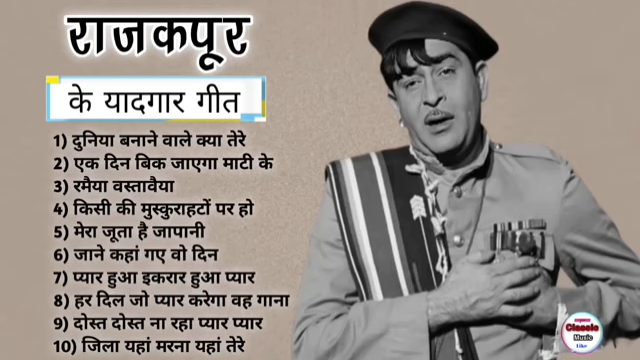 राजकपूर
के यादगार गीत
1) दुनिया बनाने वाले क्या तेरे
2) एक दिन बिक जाएगा माटी के
3) रमैया वस्तावैया
4) किसी की मुस्कुराहटों पर हो
5) मेरा जूता है जापानी
6) जाने कहां गए वो दिन
7) प्यार हुआ इकरार हुआ प्यार
8) हर दिल जो प्यार करेगा वह गाना
9) दोस्त दोस्त ना रहा प्यार प्यार
10) जिला यहां मरना यहां तेरे
Classic
Music
Like